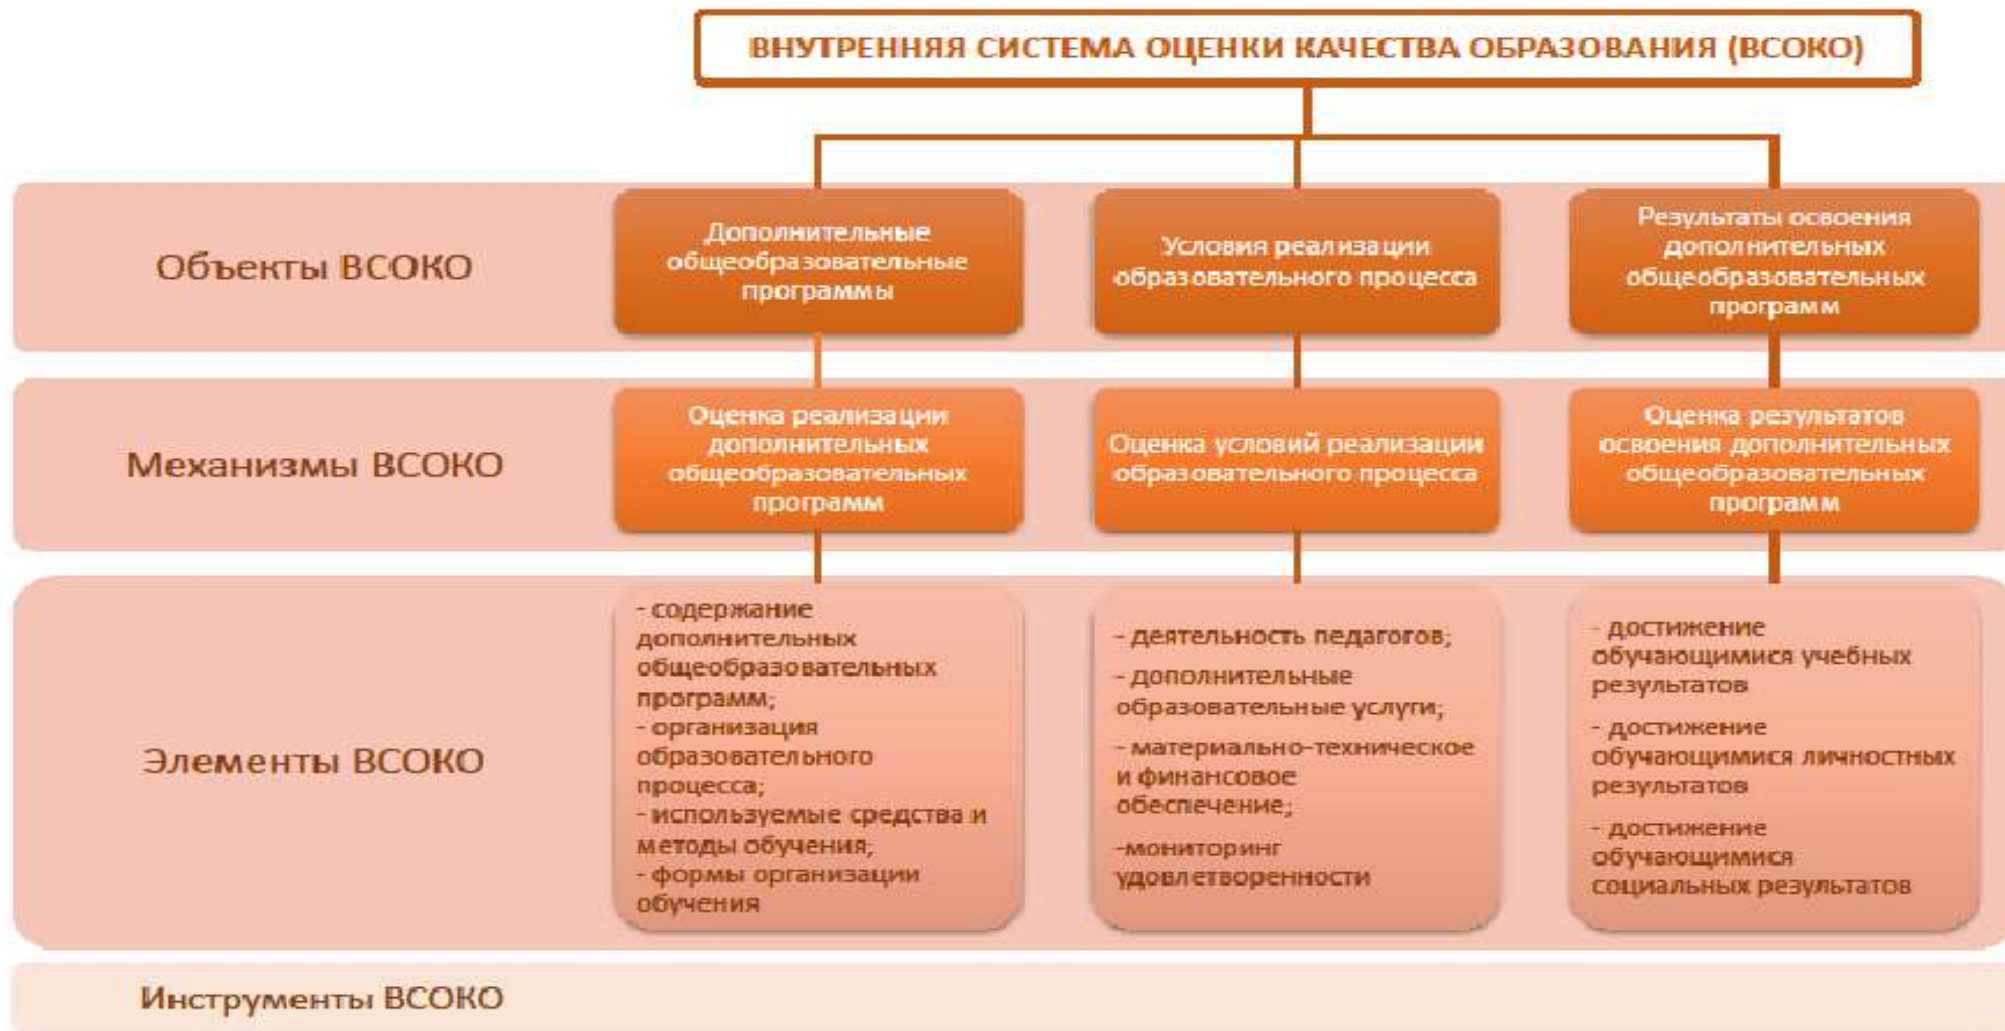 ВНУТРЕННЯЯ СИСТЕМА ОЦЕНКИ КАЧЕСТВА ОБРАЗОВАНИЯ (ВСОКО)
Объекты ВСОКО
Дополнительные
общеобразовательные
программы
Условия реализации
образовательного процесса
Результаты освоения
дополнительных
общеобразовательных
программ
Механизмы ВСОКО
Оценка реализации
дополнительных
общеобразовательных
программ
Оценка условий реализации
образовательного процесса
Оценка результатов
освоения дополнительных
общеобразовательных
программ
Элементы ВСОКО
- содержание
дополнительных
общеобразовательных
программ;
- организация
образовательного
процесса;
- используемые средства и
методы обучения;
- формы организации
обучения
- деятельность педагогов;
- дополнительные
образовательные услуги;
- материально-техническое
и финансовое
обеспечение;
-мониторинг
удовлетворенности
- достижение
обучающимися учебных
результатов
- достижение
обучающимися личностных
результатов
- достижение
обучающимися
социальных результатов
Инструменты ВСОКО